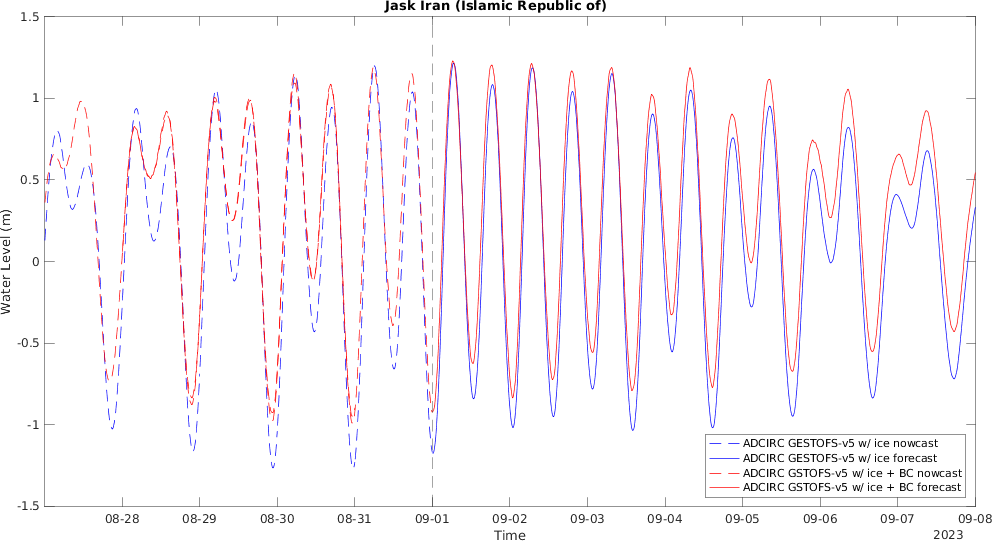 Jask Iran (Islamic Republic of)
1.5
1
0.5
0
-0.5
-1
-1.5
Water Level (m)
08-28
08-29
08-30
08-31
09-01
09-02
09-03
09-04
09-05
09-06
09-07
09-08
Time
2023
ADCIRC GESTOFS-v5 w/ ice nowcast
ADCIRC GESTOFS-v5 w/ ice forecast
ADCIRC GSTOFS-v5 w/ ice + BC nowcast
ADCIRC GSTOFS-v5 w/ ice + BC forecast